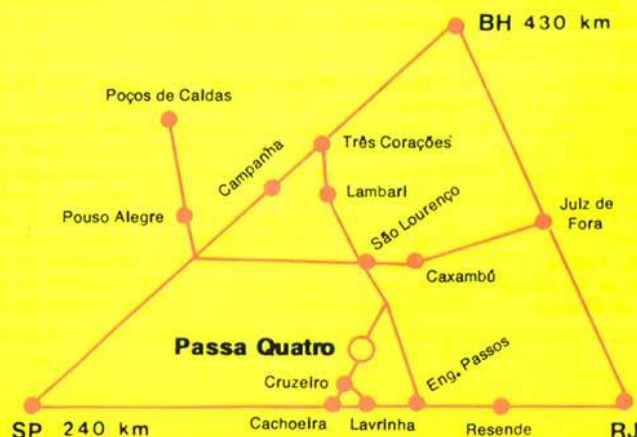 BH 430 km
Poços de Caldas
Três Corações
Campanha
Lambari
São Lourenço
Juiz de
Fora
Pouso Alegre
Caxambú
Passa Quatro
Eng. Passos
Cruzeiro
SP 240 km
Cachoeira
Lavrinha
Resende
RJ